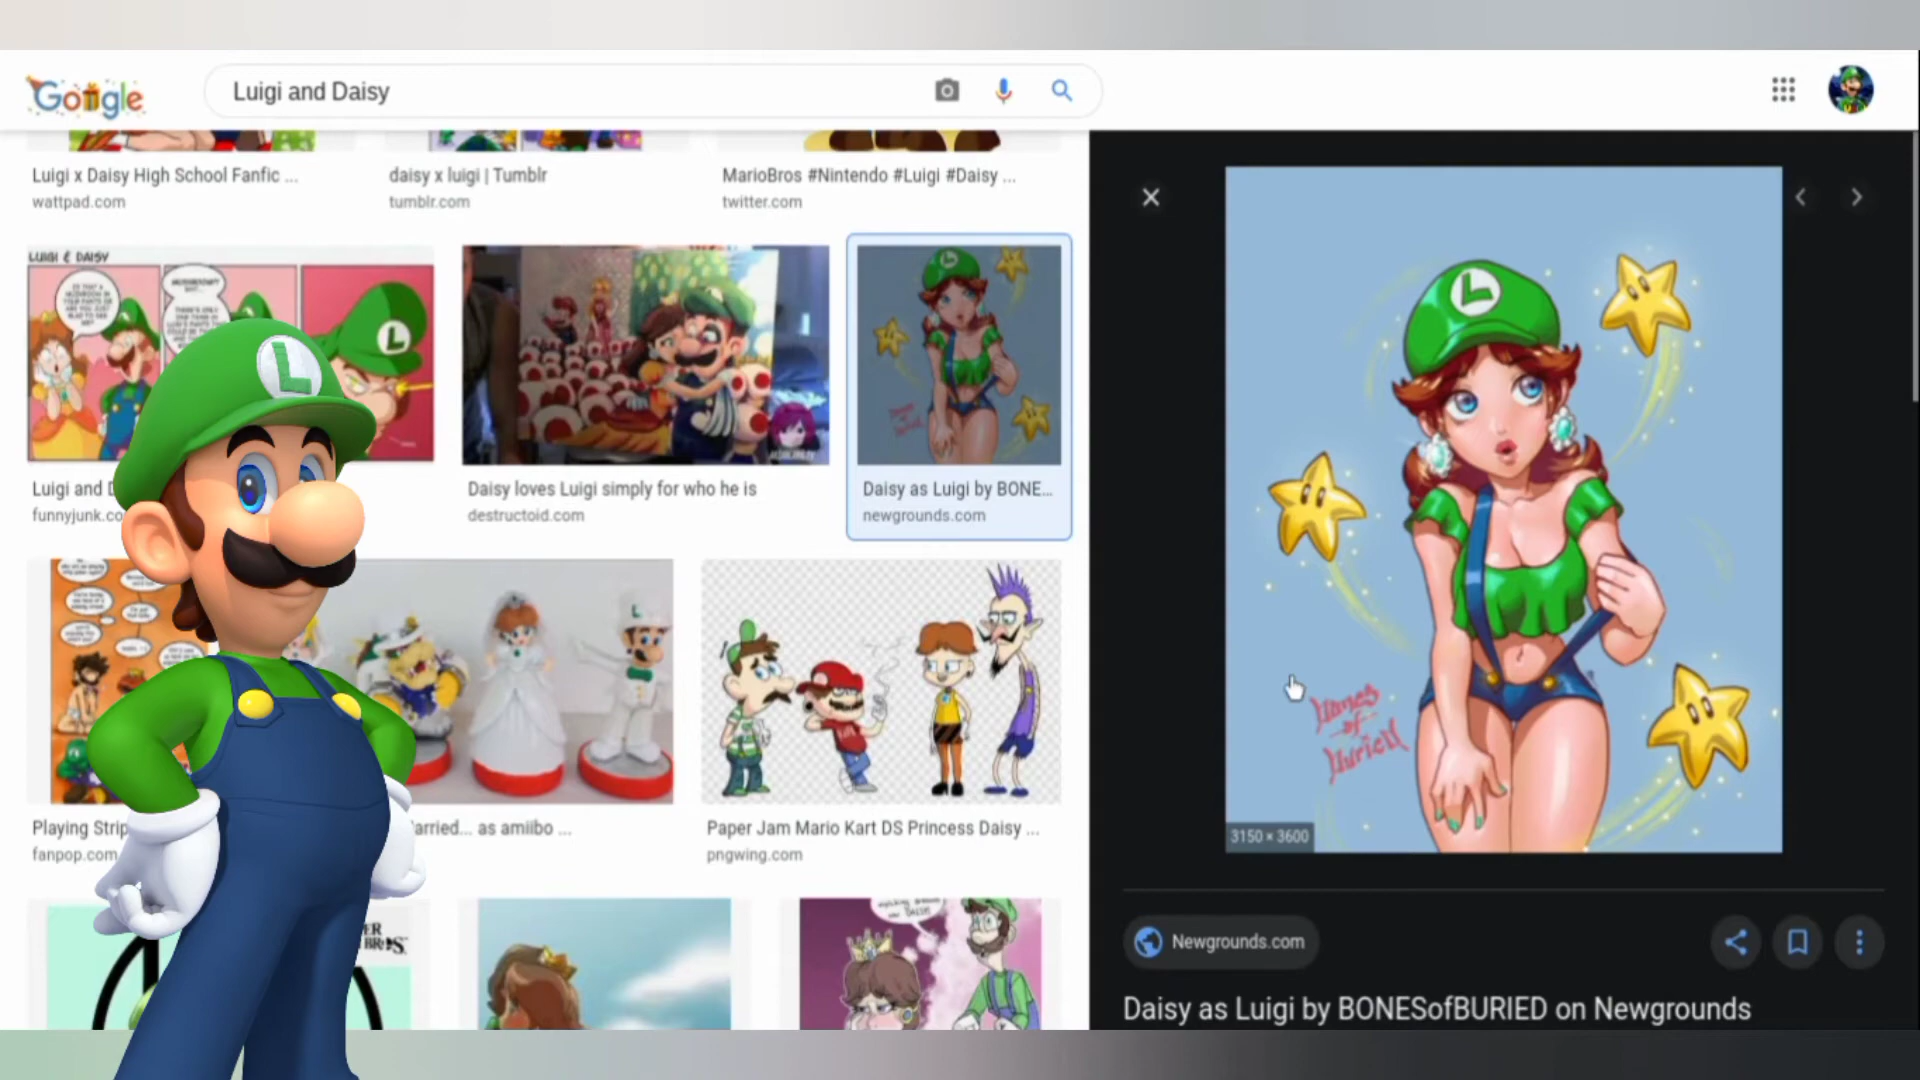 Google
Luigi and Daisy
Luigi x Daisy High School Fanfic ...
wattpad.com
daisy x luigi | Tumblr
tumblr.com
MarioBros #Nintendo #Luigi #Daisy ...
twitter.com
LUIGI & DAISY
L
L
Luigi and
funnyjunk.co
Daisy loves Luigi simply for who he is
destructoid.com
Daisy as Luigi by BONE...
newgrounds.com
L
of
3150 × 3600
Playing Strip
fanpop.com
arried... as amiibo ...
Paper Jam Mario Kart DS Princess Daisy ...
pngwing.com
Newgrounds.com
Daisy as Luigi by BONESofBURIED on Newgrounds